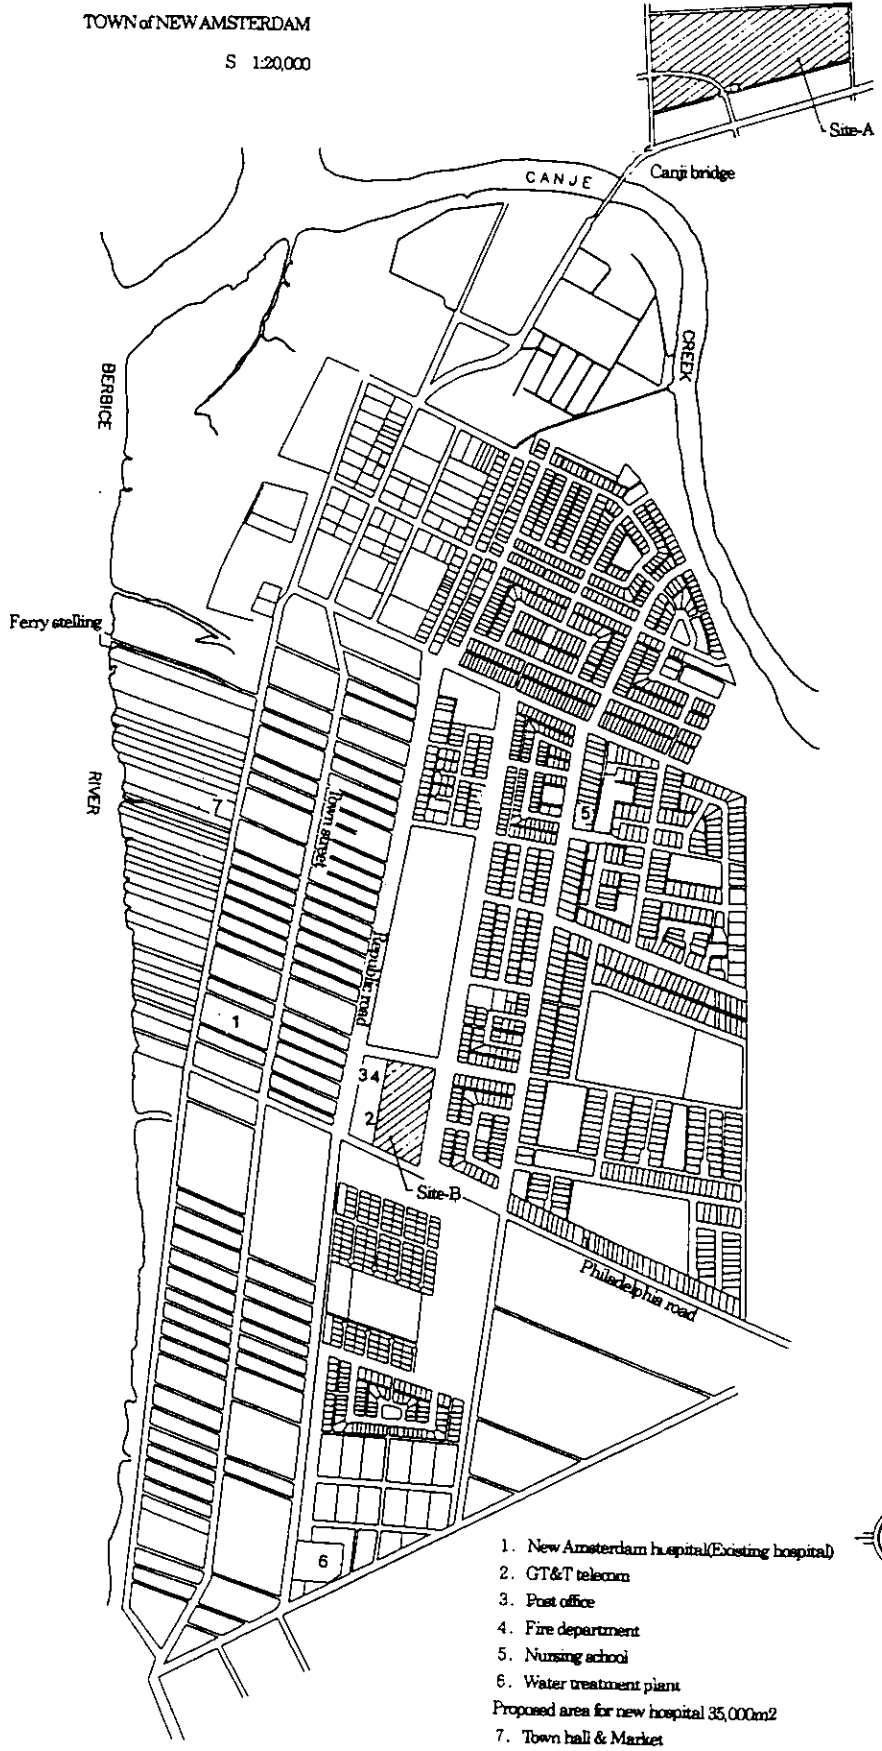 TOWN of NEW AMSTERDAM
S 1:20,000
Site-A
Canji bridge
CANJE
CREEK
BERBICE
Ferry stelling
RIVER
7
5
Town street
Republic road
1
3 4
2
Site-B
Philadelphia road
6
1. New Amsterdam hospital(Existing hospital)
2. GT&T telecom
3. Post office
4. Fire department
5. Nursing school
6. Water treatment plant
Proposed area for new hospital 35,000m2
7. Town hall & Market